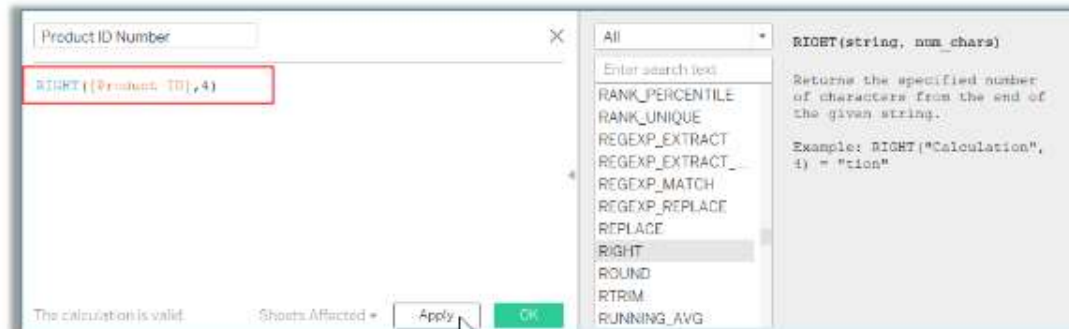 Product ID Number
RIGHT([Product ID],4)
The calculation is valid.
Sheets Affected
Apply
OK
All
Enter search text
RANK_PERCENTILE
RANK_UNIQUE
REGEXP_EXTRACT
REGEXP_EXTRACT_...
REGEXP_MATCH
REGEXP_REPLACE
REPLACE
RIGHT
ROUND
RTRIM
RUNNING_AVG
RIGHT(string, num_chars)
Returns the specified number
of characters from the end of
the given string.
Example: RIGHT("Calculation",
4) = "tion"